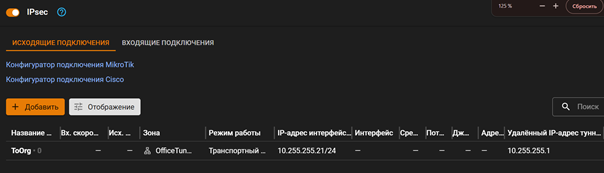 125 %
Сбросить
IPsec
ИСХОДЯЩИЕ ПОДКЛЮЧЕНИЯ ВХОДЯЩИЕ ПОДКЛЮЧЕНИЯ
Конфигуратор подключения MikroTik
Конфигуратор подключения Cisco
+ Добавить Отображение Поиск
Название ... Вх. скоро... Исх. ... Зона Режим работы IP-адрес интерфейс... Интерфейс Сре... Пот... Дж... Адре... Удалённый IP-адрес тунн...
ToOrg • 0 — — OfficeTun... Транспортный ... 10.255.255.21/24 — — — — — 10.255.255.1